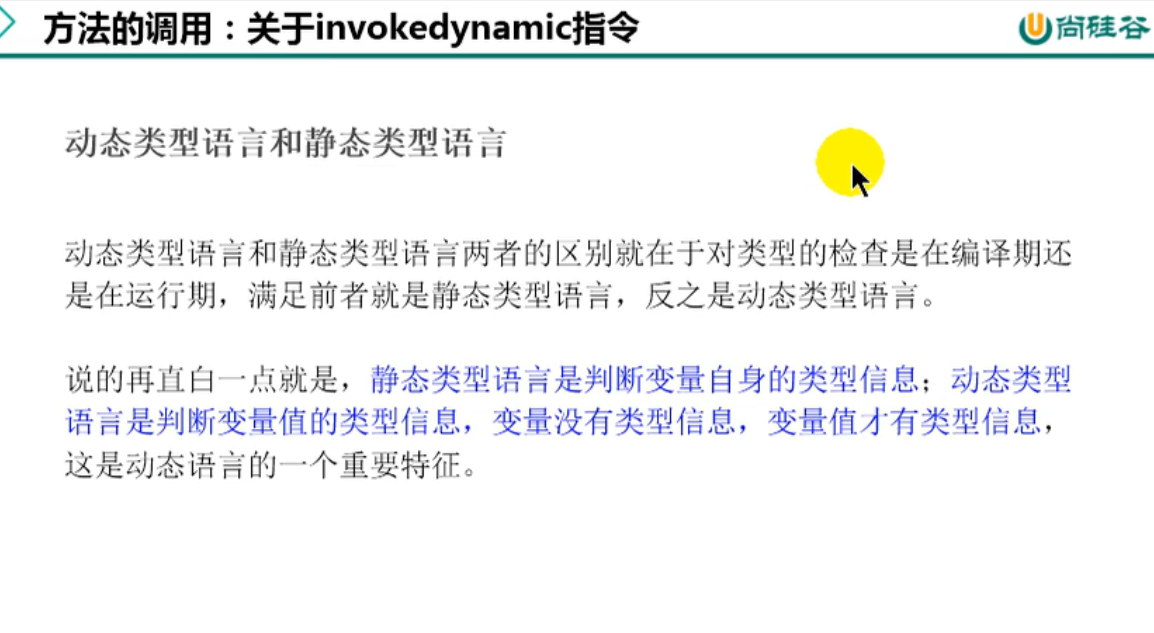 方法的调用：关于invokedynamic指令
尚硅谷
动态类型语言和静态类型语言
动态类型语言和静态类型语言两者的区别就在于对类型的检查是在编译期还
是在运行期，满足前者就是静态类型语言，反之是动态类型语言。
说的再直白一点就是，静态类型语言是判断变量自身的类型信息；动态类型
语言是判断变量值的类型信息，变量没有类型信息，变量值才有类型信息，
这是动态语言的一个重要特征。